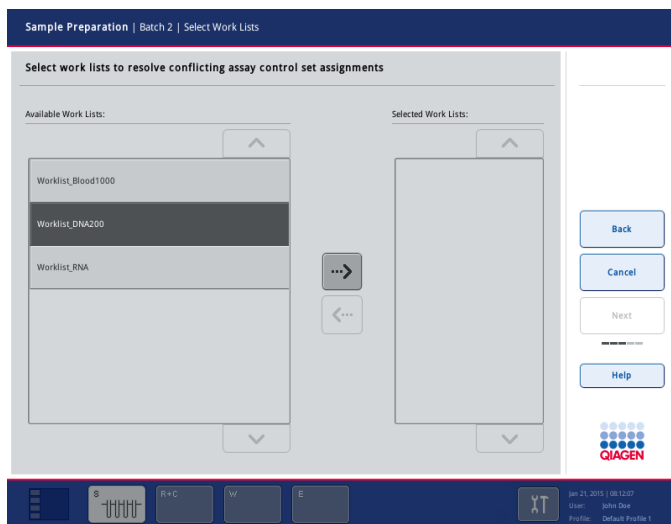 Sample Preparation | Batch 2 | Select Work Lists
Select work lists to resolve conflicting assay control set assignments
Available Work Lists:
Selected Work Lists:
Worklist_Blood1000
Worklist_DNA200
Worklist_RNA
Back
Cancel
Next
Help
QIAGEN
S
R+C
W
E
Jan 21, 2015 | 08:12:07
User: John Doe
Profile: Default Profile 1